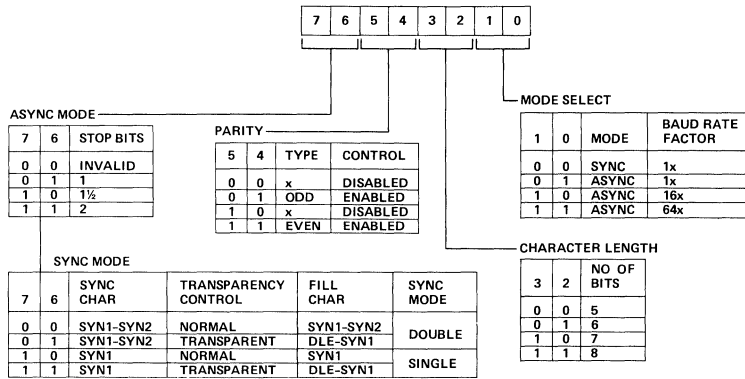 7 6 5 4 3 2 1 0
ASYNC MODE
7 6 STOP BITS
0 0 INVALID
0 1 1
1 0 1½
1 1 2
PARITY
5 4 TYPE CONTROL
0 0 x DISABLED
0 1 ODD ENABLED
1 0 x DISABLED
1 1 EVEN ENABLED
MODE SELECT
1 0 MODE BAUD RATE FACTOR
0 0 SYNC 1x
0 1 ASYNC 1x
1 0 ASYNC 16x
1 1 ASYNC 64x
SYNC MODE
7 6 SYNC CHAR TRANSPARENCY CONTROL FILL CHAR SYNC MODE
0 0 SYN1-SYN2 NORMAL SYN1-SYN2 DOUBLE
0 1 SYN1-SYN2 TRANSPARENT DLE-SYN1
1 0 SYN1 NORMAL SYN1 SINGLE
1 1 SYN1 TRANSPARENT DLE-SYN1
CHARACTER LENGTH
3 2 NO OF BITS
0 0 5
0 1 6
1 0 7
1 1 8